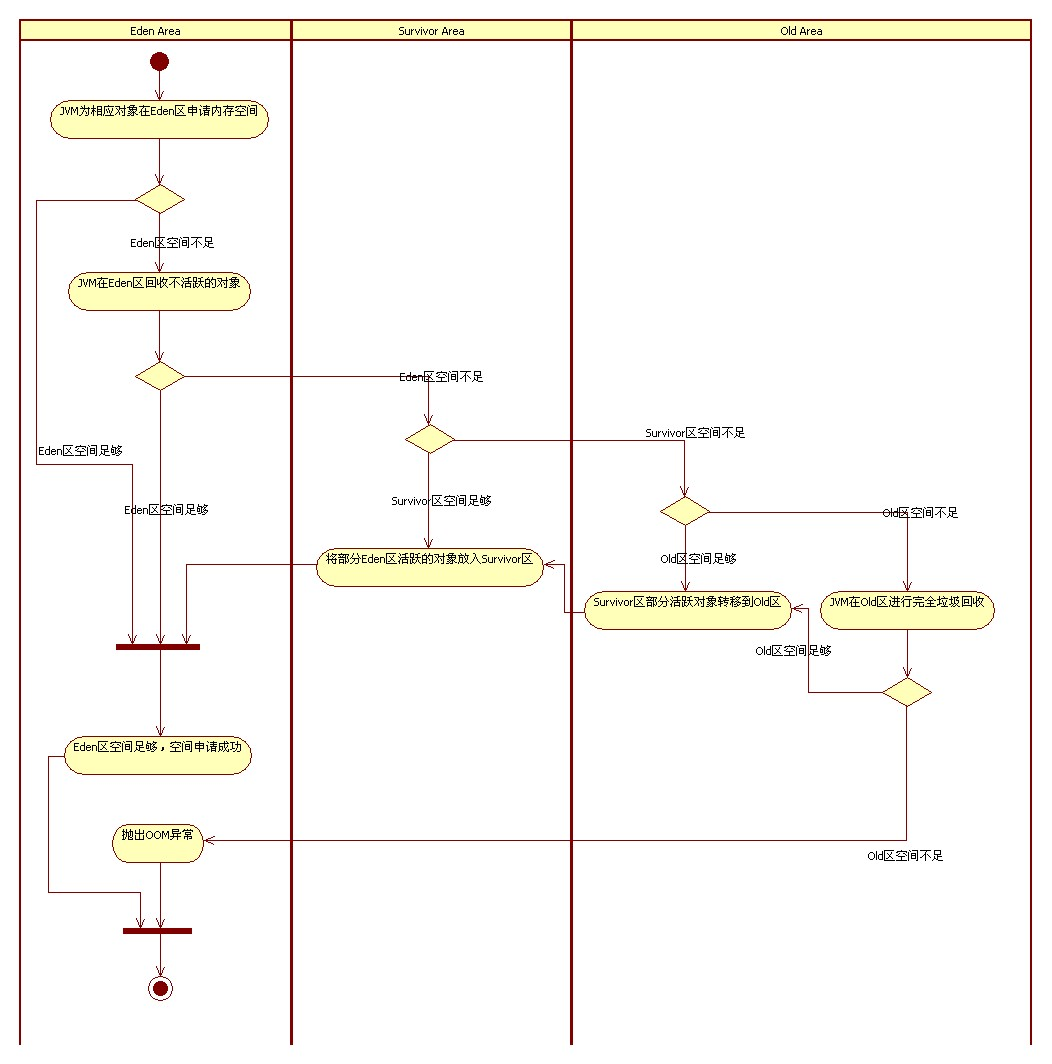 Eden Area
Survivor Area
Old Area
JVM为相应对象在Eden区申请内存空间
Eden区空间不足
JVM在Eden区回收不活跃的对象
Eden区空间不足
Survivor区空间不足
Eden区空间足够
Survivor区空间足够
Eden区空间足够
Old区空间不足
将部分Eden区活跃的对象放入Survivor区
Old区空间足够
Survivor区部分活跃对象转移到Old区
JVM在Old区进行完全垃圾回收
Old区空间足够
Eden区空间足够，空间申请成功
抛出OOM异常
Old区空间不足